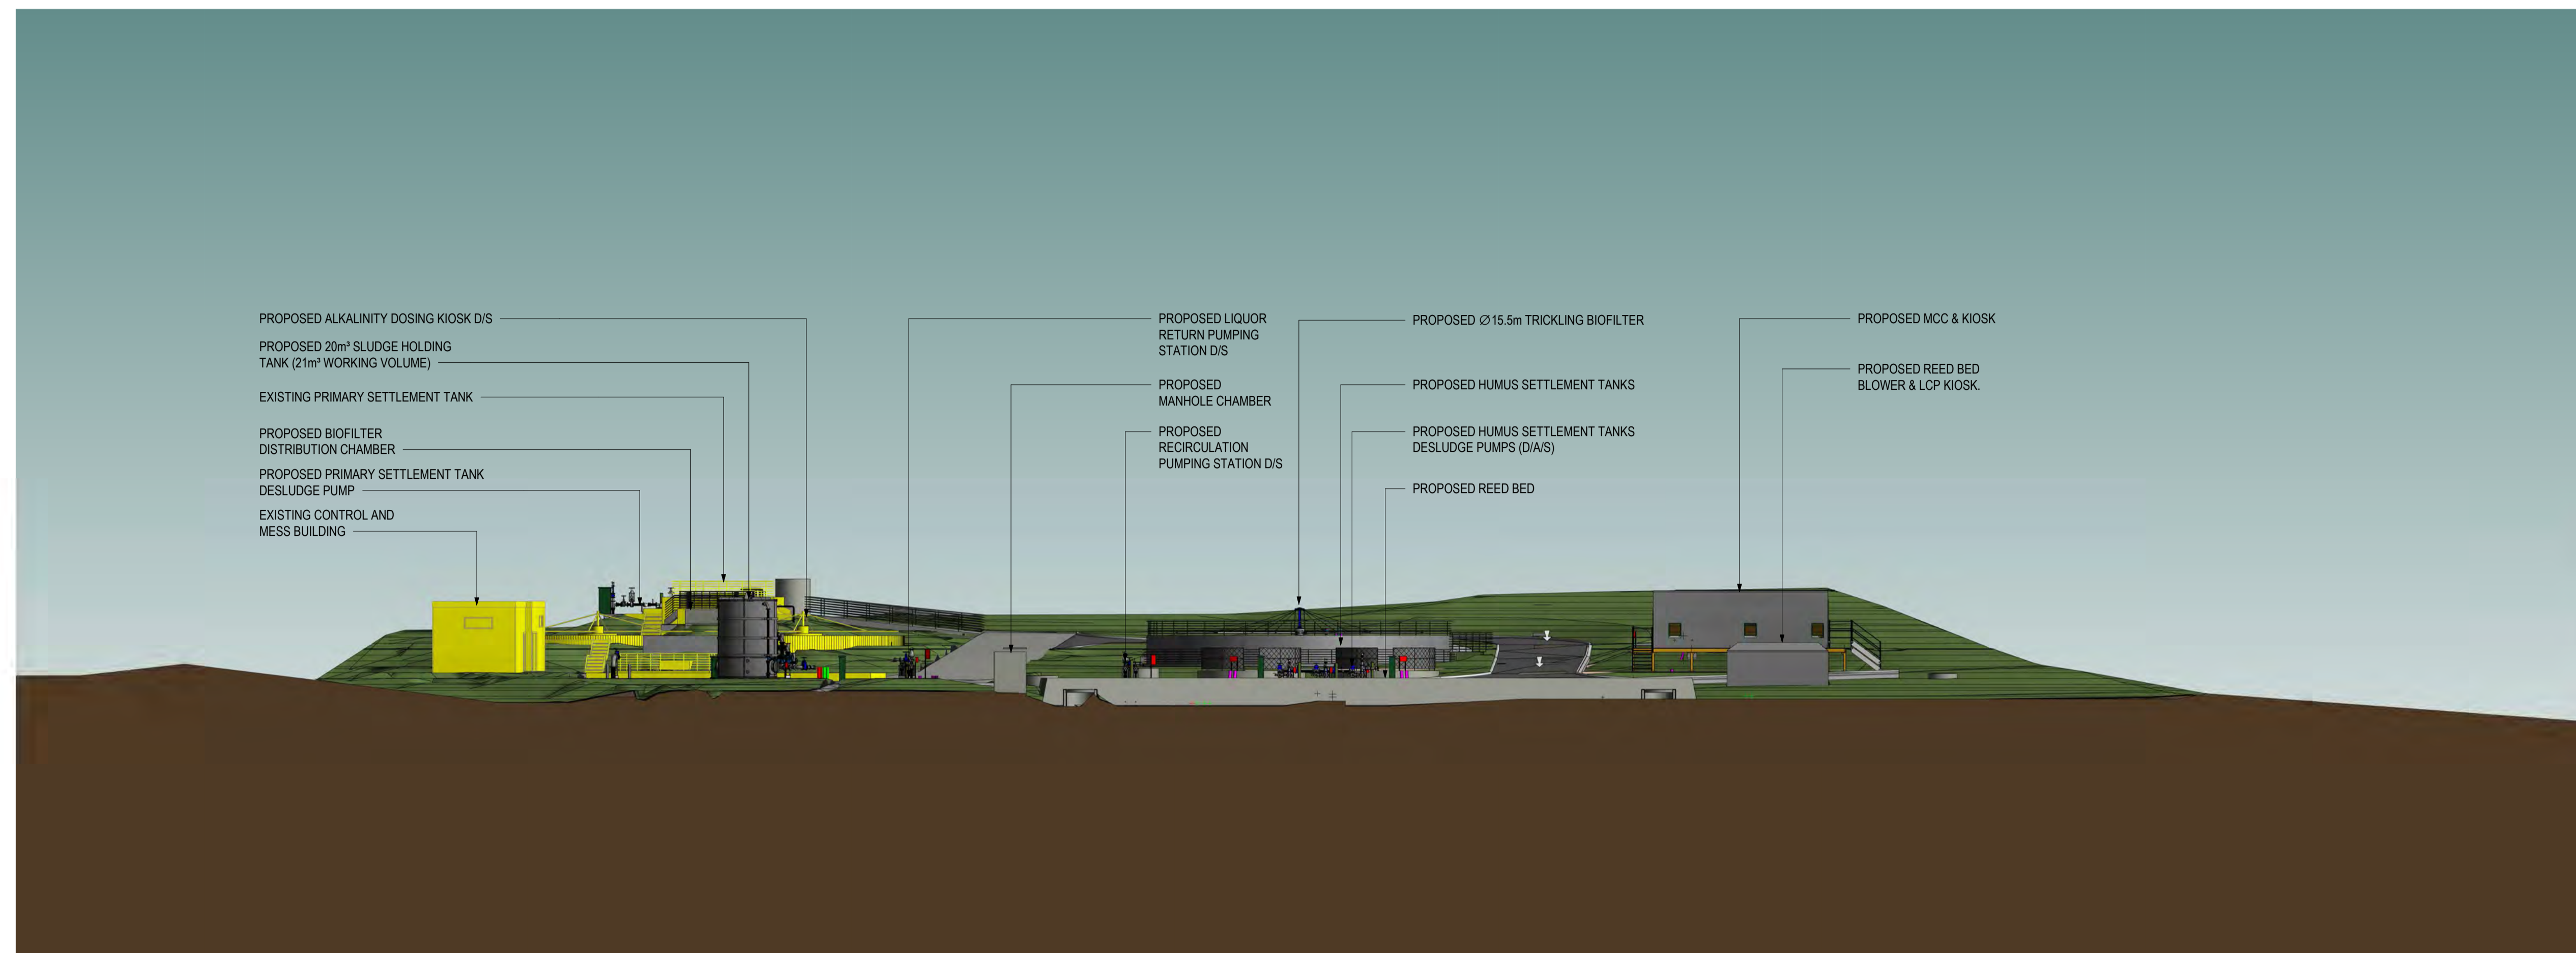 PROPOSED ALKALINITY DOSING KIOSK D/S
PROPOSED 20m³ SLUDGE HOLDING
TANK (21m³ WORKING VOLUME)
EXISTING PRIMARY SETTLEMENT TANK
PROPOSED BIOFILTER
DISTRIBUTION CHAMBER
PROPOSED PRIMARY SETTLEMENT TANK
DESLUDGE PUMP
EXISTING CONTROL AND
MESS BUILDING
PROPOSED LIQUOR
RETURN PUMPING
STATION D/S
PROPOSED
MANHOLE CHAMBER
PROPOSED
RECIRCULATION
PUMPING STATION D/S
PROPOSED Ø15.5m TRICKLING BIOFILTER
PROPOSED HUMUS SETTLEMENT TANKS
PROPOSED HUMUS SETTLEMENT TANKS
DESLUDGE PUMPS (D/A/S)
PROPOSED REED BED
PROPOSED MCC & KIOSK
PROPOSED REED BED
BLOWER & LCP KIOSK.